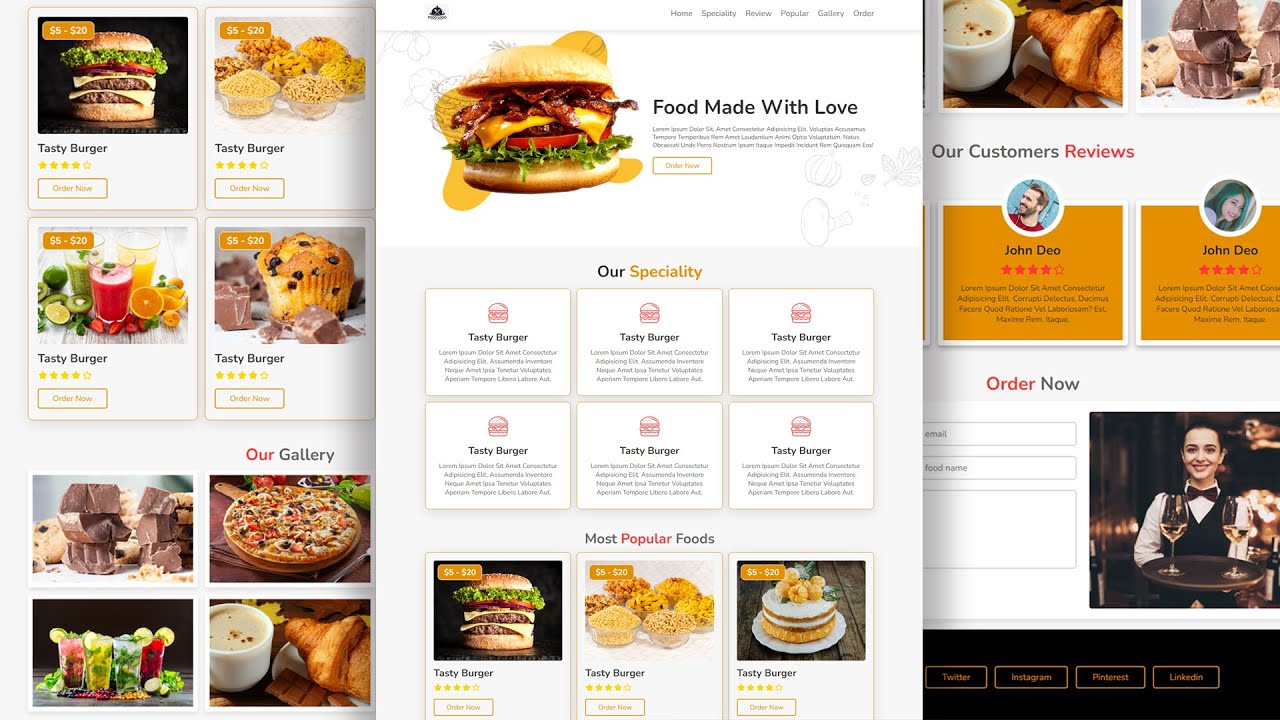 $5 - $20
$5 - $20
Tasty Burger
Tasty Burger
Order Now
Order Now
$5 - $20
$5 - $20
Tasty Burger
Tasty Burger
Order Now
Order Now
Our Gallery
Home
Speciality
Review
Popular
Gallery
Order
Food Made With Love
Lorem Ipsum Dolor Sit, Amet Consectetur Adipisicing Elit. Voluptas Accusamus
Tempore Temporibus Rem Amet Laudantium Animi Optio Voluptatum. Natus
Obcaecati Unde Porro Nostrum Ipsam Itaque Impedit Incidunt Rem Quisquam Eos!
Order Now
Our Speciality
Tasty Burger
Lorem Ipsum Dolor Sit Amet Consectetur
Adipisicing Elit. Assumenda Inventore
Neque Amet Ipsa Tenetur Voluptates
Aperiam Tempore Libero Labore Aut.
Tasty Burger
Lorem Ipsum Dolor Sit Amet Consectetur
Adipisicing Elit. Assumenda Inventore
Neque Amet Ipsa Tenetur Voluptates
Aperiam Tempore Libero Labore Aut.
Tasty Burger
Lorem Ipsum Dolor Sit Amet Consectetur
Adipisicing Elit. Assumenda Inventore
Neque Amet Ipsa Tenetur Voluptates
Aperiam Tempore Libero Labore Aut.
Tasty Burger
Lorem Ipsum Dolor Sit Amet Consectetur
Adipisicing Elit. Assumenda Inventore
Neque Amet Ipsa Tenetur Voluptates
Aperiam Tempore Libero Labore Aut.
Tasty Burger
Lorem Ipsum Dolor Sit Amet Consectetur
Adipisicing Elit. Assumenda Inventore
Neque Amet Ipsa Tenetur Voluptates
Aperiam Tempore Libero Labore Aut.
Tasty Burger
Lorem Ipsum Dolor Sit Amet Consectetur
Adipisicing Elit. Assumenda Inventore
Neque Amet Ipsa Tenetur Voluptates
Aperiam Tempore Libero Labore Aut.
Most Popular Foods
$5 - $20
$5 - $20
$5 - $20
Tasty Burger
Tasty Burger
Tasty Burger
Order Now
Order Now
Order Now
Our Customers Reviews
John Deo
Lorem Ipsum Dolor Sit Amet Consectetur
Adipisicing Elit. Corrupti Delectus, Ducimus
Facere Quod Ratione Vel Laboriosam? Est,
Maxime Rem. Itaque.
John Deo
Lorem Ipsum Dolor Sit Amet
Adipisicing Elit. Corrupti Delectus, D
Facere Quod Ratione Vel Laborios
Maxime Rem. Itaque.
Order Now
email
food name
Twitter
Instagram
Pinterest
Linkedin